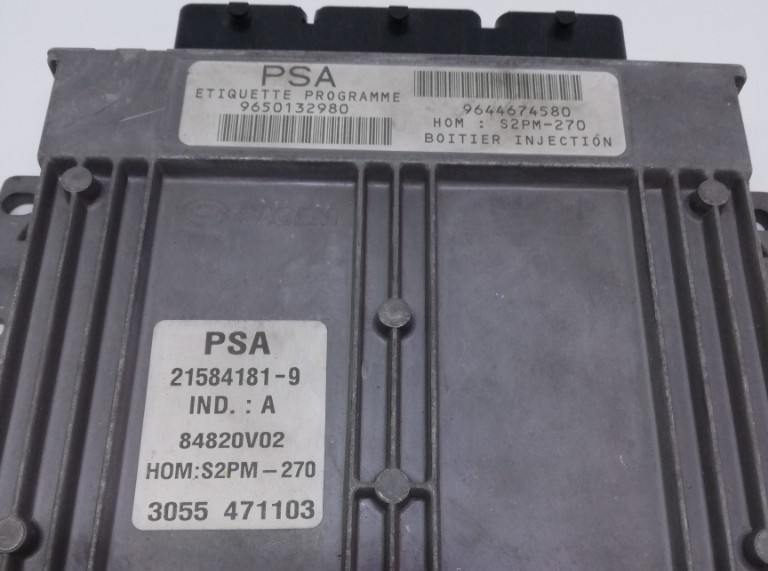 PSA
ETIQUETTE PROGRAMME
9650132980
9644674580
HOM : S2PM-270
BOITIER INJECTION
SAGEM
PSA
21584181-9
IND. : A
84820V02
HOM:S2PM-270
3055 471103